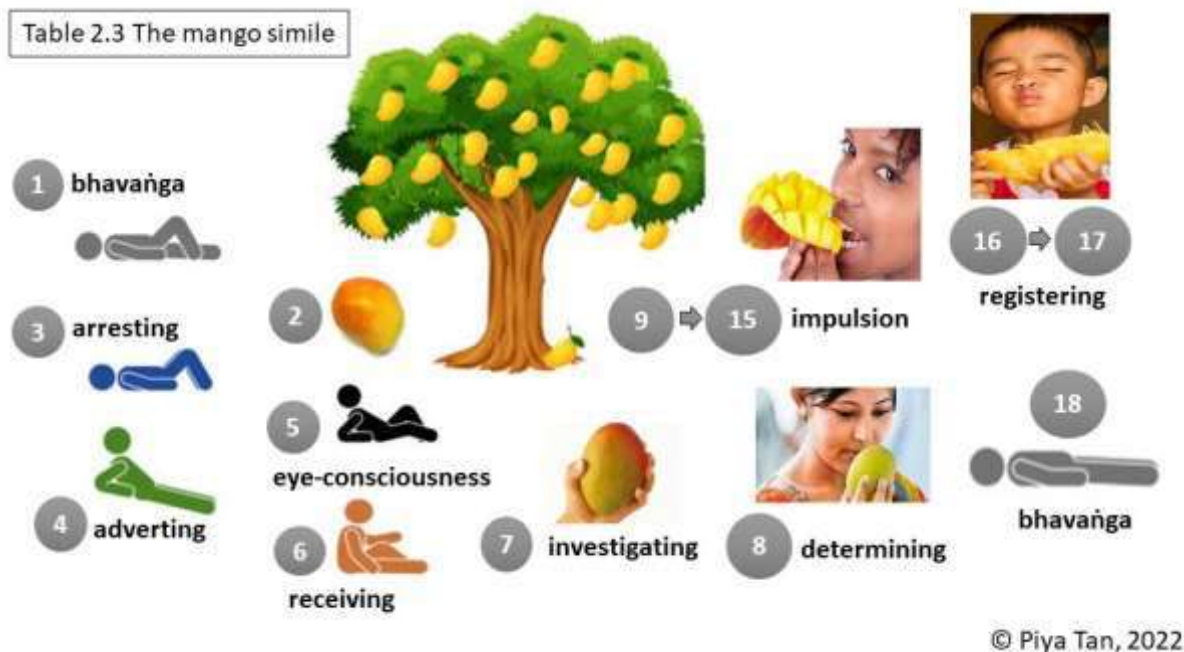 Table 2.3 The mango simile
1 bhavaṅga
2
3 arresting
4 adverting
5
eye-consciousness
6
receiving
7 investigating
8 determining
9 15 impulsion
16 17
registering
18
bhavaṅga
© Piya Tan, 2022